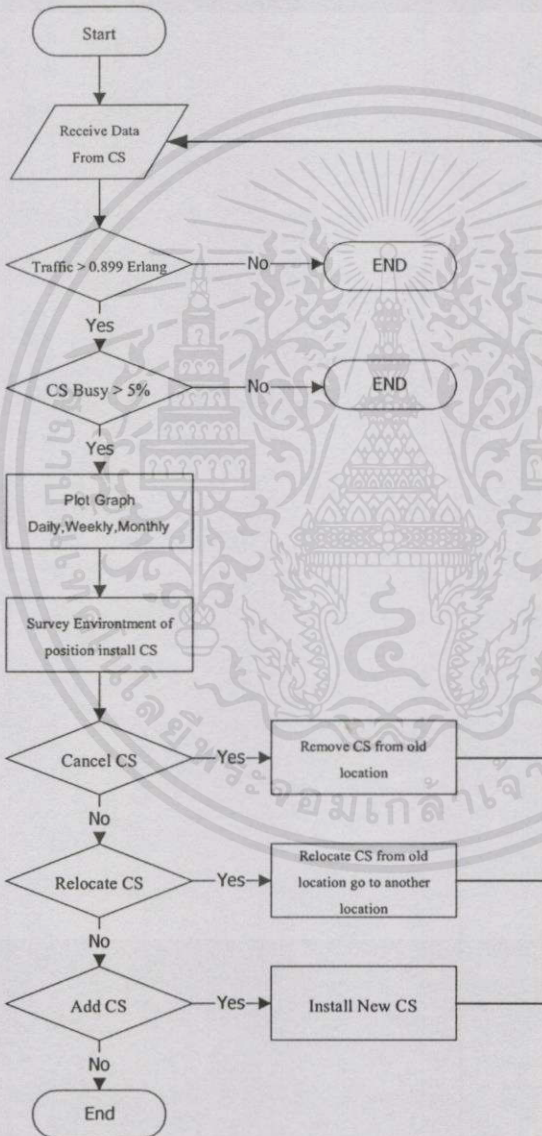 Start
Receive Data
From CS
Traffic > 0.899 Erlang
No
END
Yes
CS Busy > 5%
No
END
Yes
Plot Graph
Daily,Weekly,Monthly
Survey Environtment of
position install CS
Cancel CS
Yes
Remove CS from old
location
No
Relocate CS
Yes
Relocate CS from old
location go to another
location
No
Add CS
Yes
Install New CS
No
End